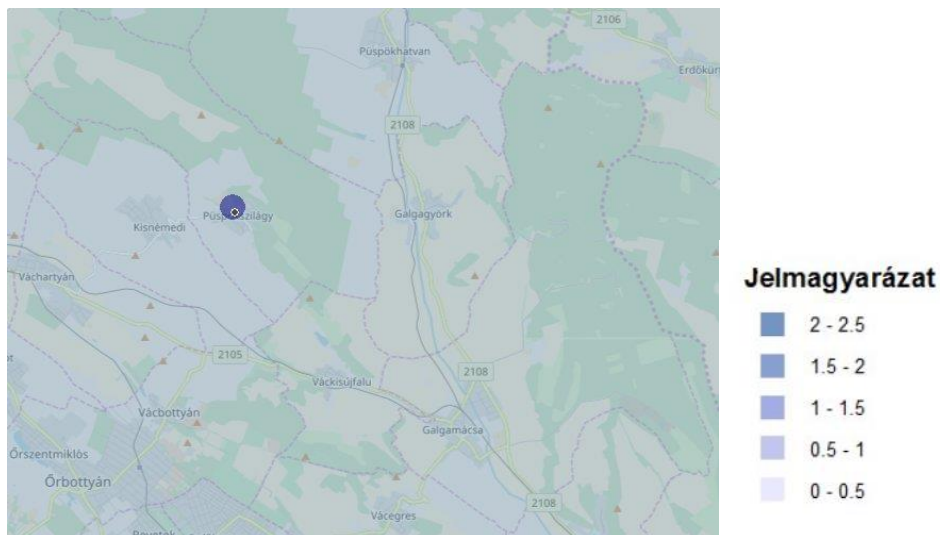 2106
Püspökhatvan
Erdőkürt
2108
Püspökszilágy
Galgagyörk
Kisnémedi
Váchartyán
2105
2108
Váckisújfalu
Vácbottyán
Galgamácsa
Őrszentmiklós
Őrbottyán
2108
Vácegres
Jelmagyarázat
2 - 2.5
1.5 - 2
1 - 1.5
0.5 - 1
0 - 0.5